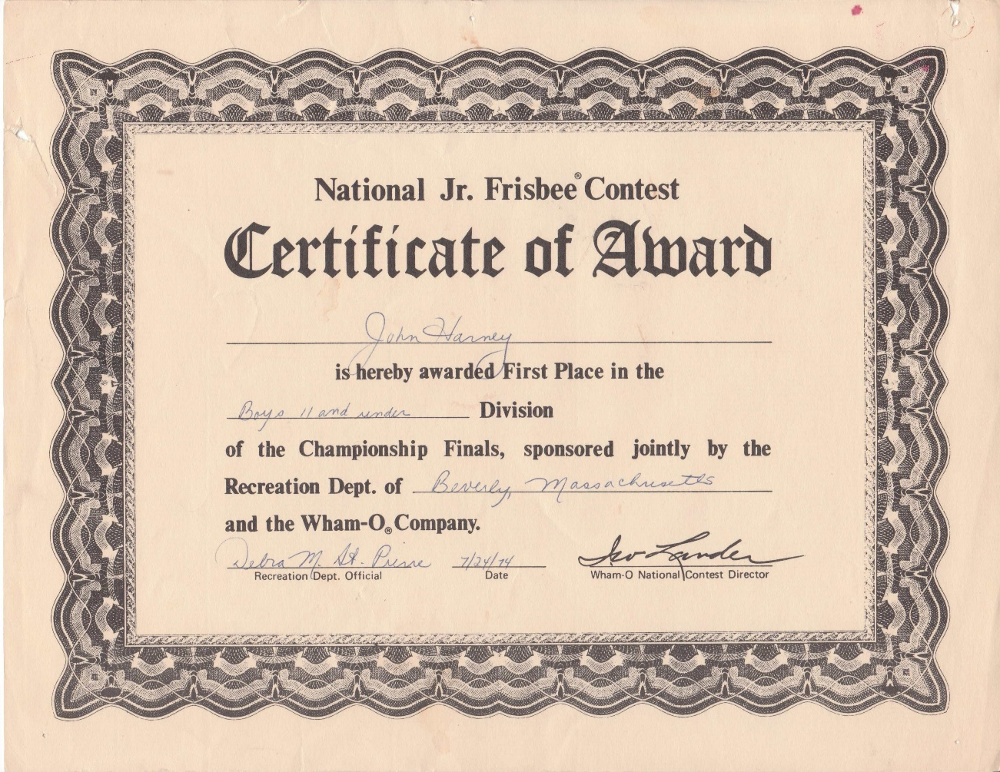 National Jr. Frisbee® Contest
Certificate of Award
John Harney
is hereby awarded First Place in the
Boys 11 and under Division
of the Championship Finals, sponsored jointly by the
Recreation Dept. of Beverly, Massachusetts
and the Wham-O® Company.
Debra M. St. Pierre 7/24/74 Irv Lander
Recreation Dept. Official Date Wham-O National Contest Director